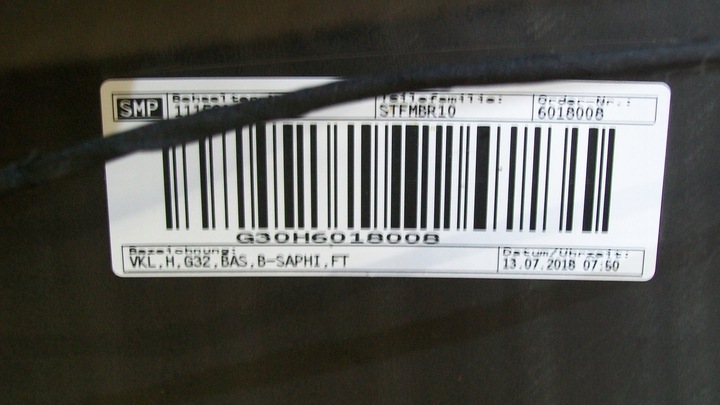 SMP
Teilefamilie:
STFMBR10
Order-Nr.:
6018008
G30H6018008
Bezeichnung:
VKL,H,G32,BAS,B-SAPHI,FT
Datum/Uhrzeit:
13.07.2018 07:50